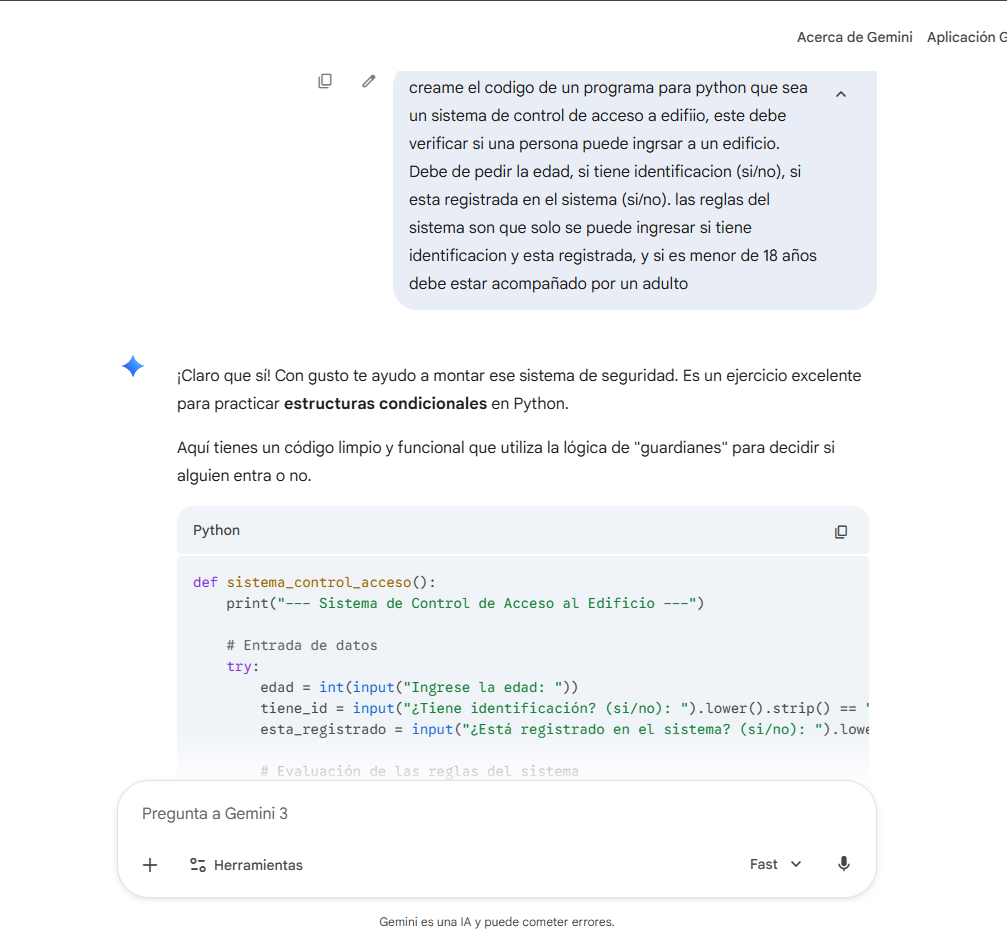 Acerca de Gemini Aplicación G
creame el codigo de un programa para python que sea
un sistema de control de acceso a edifiio, este debe
verificar si una persona puede ingrsar a un edificio.
Debe de pedir la edad, si tiene identificacion (si/no), si
esta registrada en el sistema (si/no). las reglas del
sistema son que solo se puede ingresar si tiene
identificacion y esta registrada, y si es menor de 18 años
debe estar acompañado por un adulto
¡Claro que sí! Con gusto te ayudo a montar ese sistema de seguridad. Es un ejercicio excelente
para practicar estructuras condicionales en Python.
Aquí tienes un código limpio y funcional que utiliza la lógica de "guardianes" para decidir si
alguien entra o no.
Python
def sistema_control_acceso():
    print("--- Sistema de Control de Acceso al Edificio ---")
    # Entrada de datos
    try:
        edad = int(input("Ingrese la edad: "))
        tiene_id = input("¿Tiene identificación? (si/no): ").lower().strip() == '
        esta_registrado = input("¿Está registrado en el sistema? (si/no): ").lowe
        # Evaluación de las reglas del sistema
Pregunta a Gemini 3
Herramientas
Fast
Gemini es una IA y puede cometer errores.